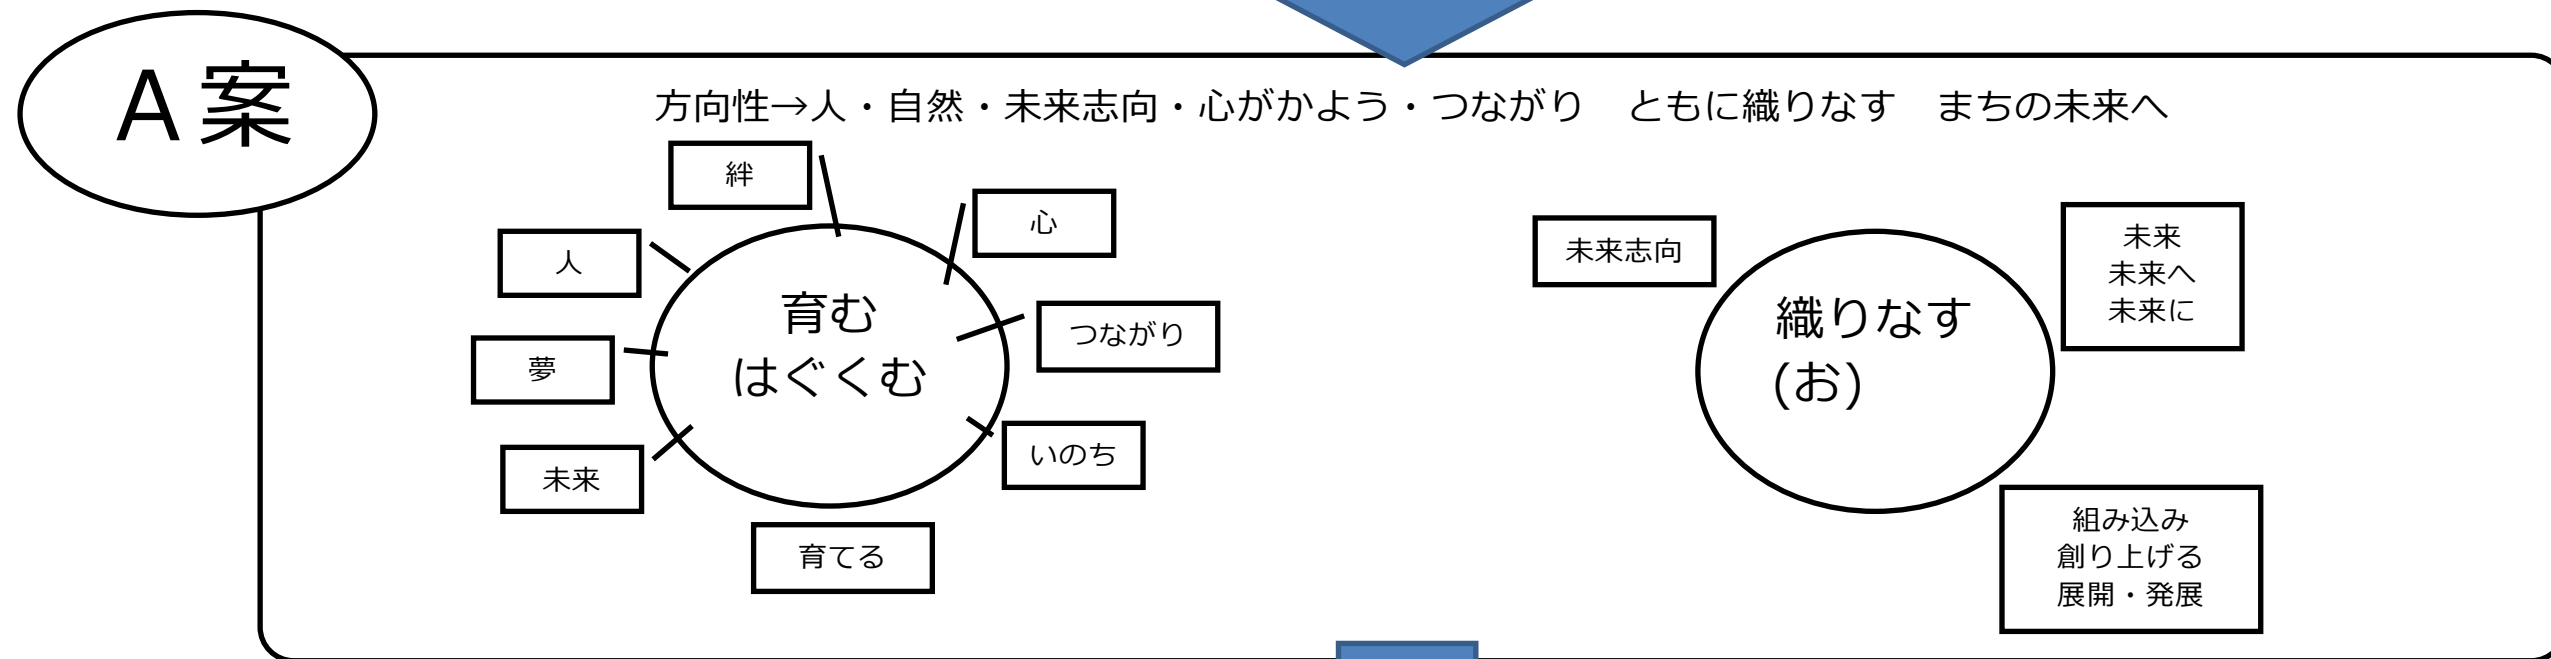 A案
方向性→人・自然・未来志向・心がかよう・つながり　ともに織りなす　まちの未来へ
絆
心
人
つながり
夢
いのち
未来
育てる
育む
はぐくむ
未来志向
未来
未来へ
未来に
織りなす
(お)
組み込み
創り上げる
展開・発展